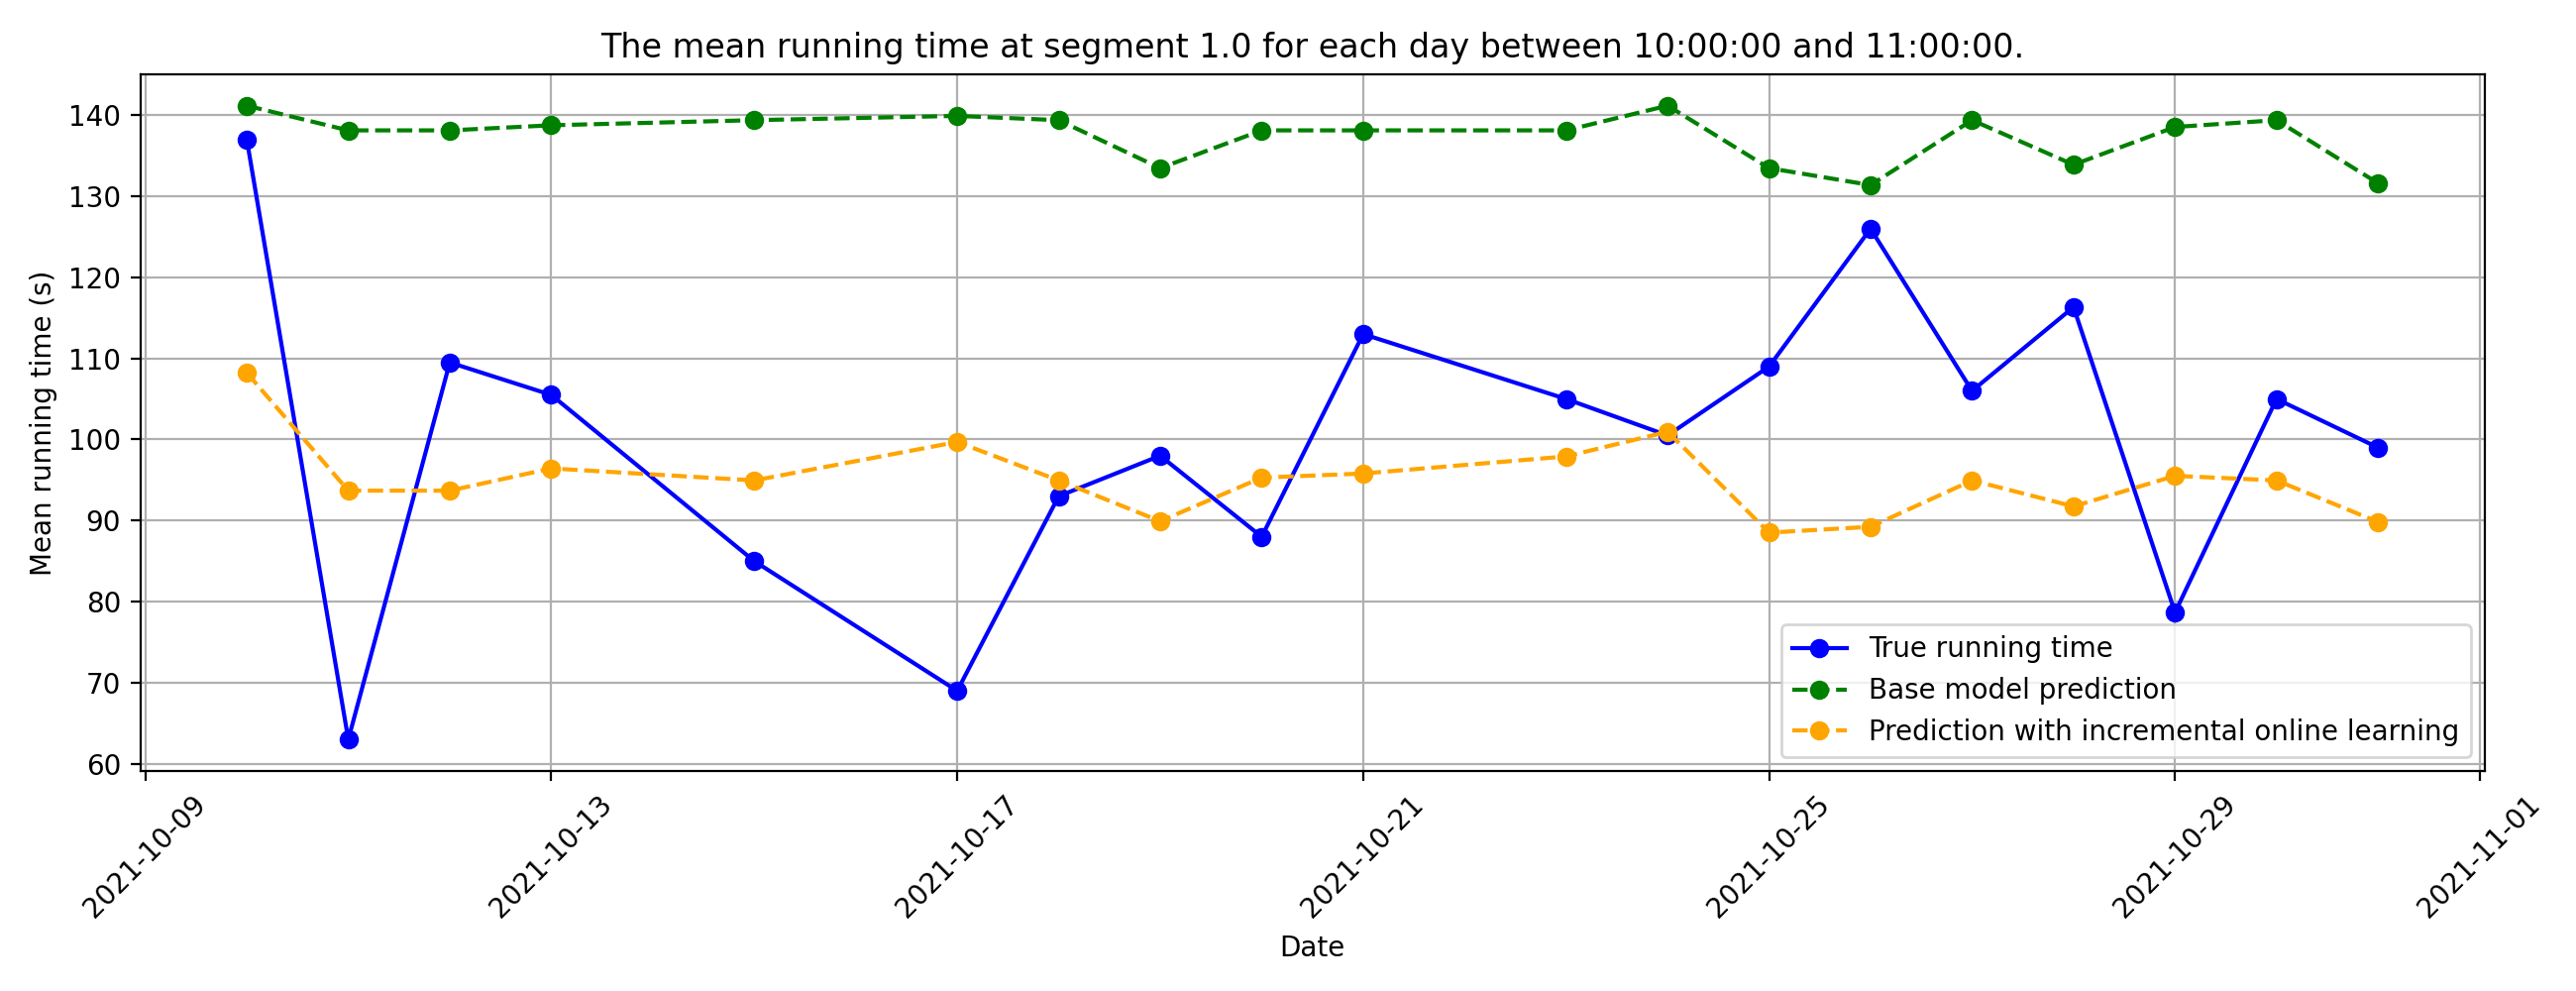 The mean running time at segment 1.0 for each day between 10:00:00 and 11:00:00.
Mean running time (s)
140
130
120
110
100
90
80
70
60
True running time
Base model prediction
Prediction with incremental online learning
2021-10-09
2021-10-13
2021-10-17
2021-10-21
2021-10-25
2021-10-29
2021-11-01
Date